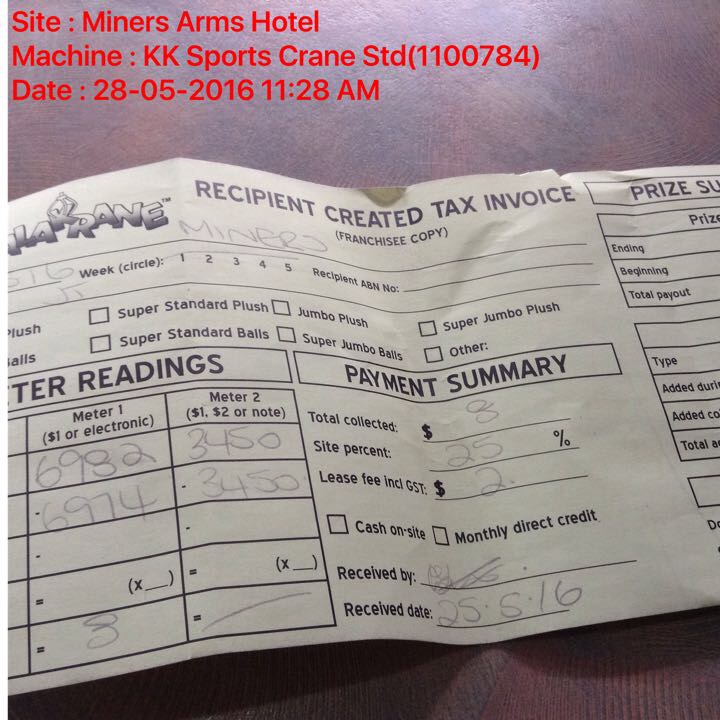 Site : Miners Arms Hotel
Machine : KK Sports Crane Std(1100784)
Date : 28-05-2016 11:28 AM
RANE™
RECIPIENT CREATED TAX INVOICE
(FRANCHISEE COPY)
MINERS
Week (circle): 1 2 3 4 5
Recipient ABN No:
Plush
Super Standard Plush
Jumbo Plush
Super Jumbo Plush
Balls
Super Standard Balls
Super Jumbo Balls
Other:
TER READINGS
Meter 1
($1 or electronic)
Meter 2
($1, $2 or note)
6982 3450
- 6974 - 3450
- -
= (x__) = (x__)
= 8 =
PAYMENT SUMMARY
Total collected: $ 8
Site percent: 25 %
Lease fee incl GST: $ 2.
Cash on-site
Monthly direct credit
Received by:
Received date: 25.5.16
PRIZE SU
Prize
Ending
Beginning
Total payout
Type
Added duri
Added co
Total a
Do